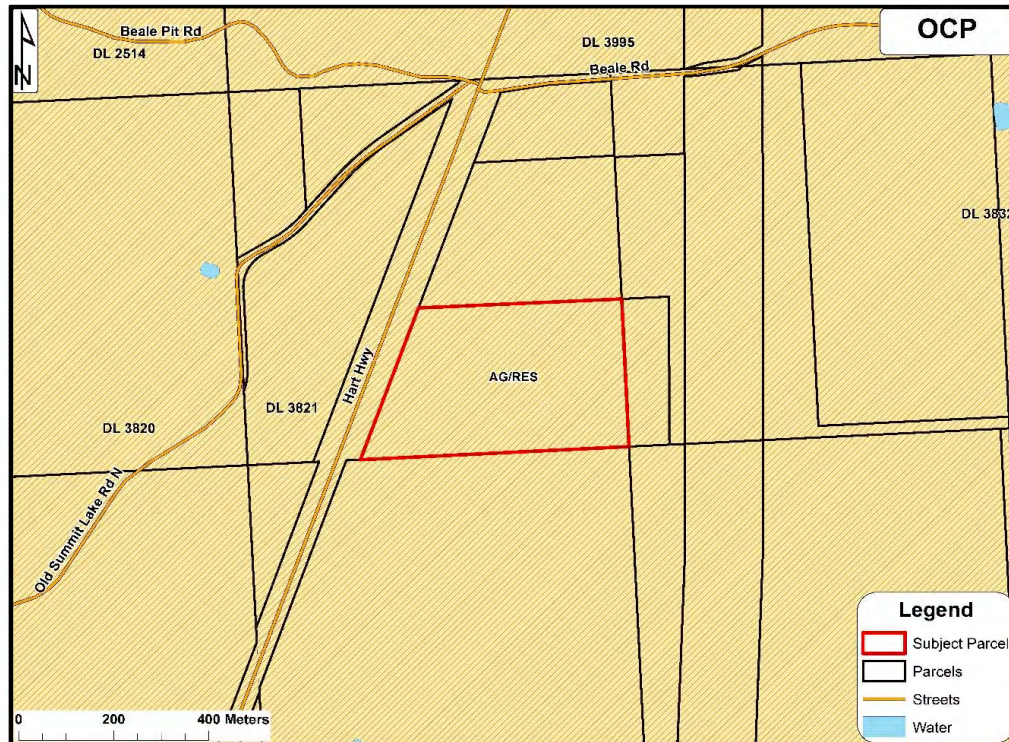 Beale Pit Rd
OCP
DL 2514
DL 3995
Beale Rd
N
DL 3832
Hart Hwy
AG/RES
DL 3821
DL 3820
Old Summit Lake Rd N
Legend
Subject Parcel
Parcels
Streets
Water
0 200 400 Meters